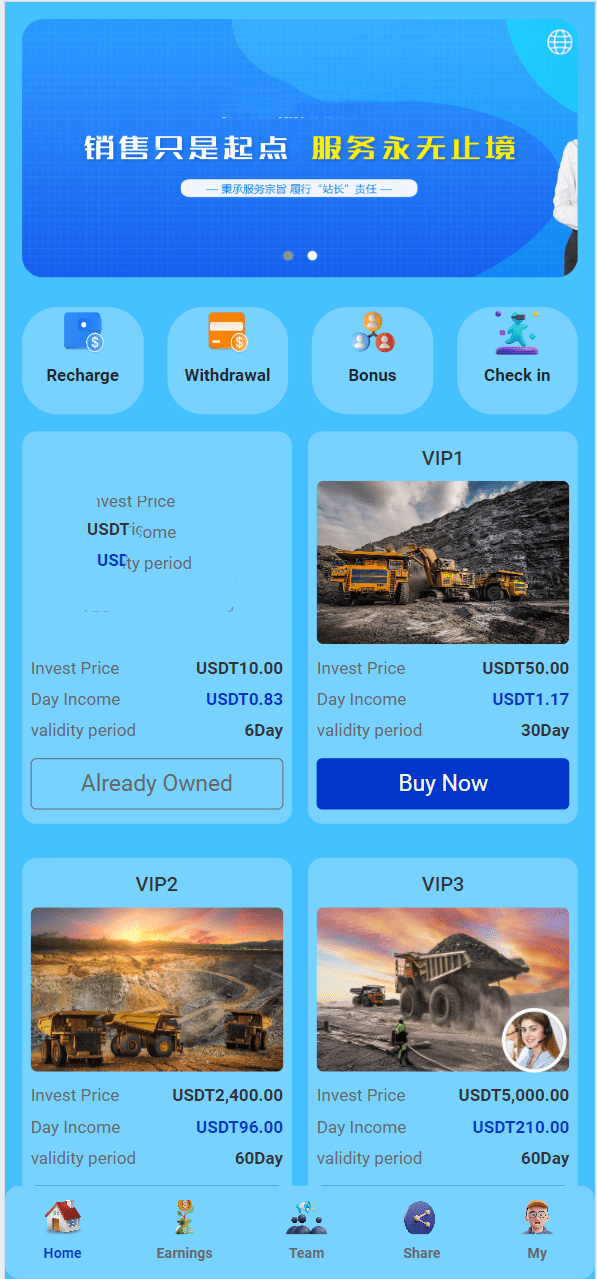 销售只是起点 服务永无止境
— 秉承服务宗旨 履行“站长”责任 —
Recharge
Withdrawal
Bonus
Check in
nvest Price
USDT
ome
USD
ty period
Invest Price USDT10.00
Day Income USDT0.83
validity period 6Day
Already Owned
VIP1
Invest Price USDT50.00
Day Income USDT1.17
validity period 30Day
Buy Now
VIP2
Invest Price USDT2,400.00
Day Income USDT96.00
validity period 60Day
VIP3
Invest Price USDT5,000.00
Day Income USDT210.00
validity period 60Day
Home
Earnings
Team
Share
My